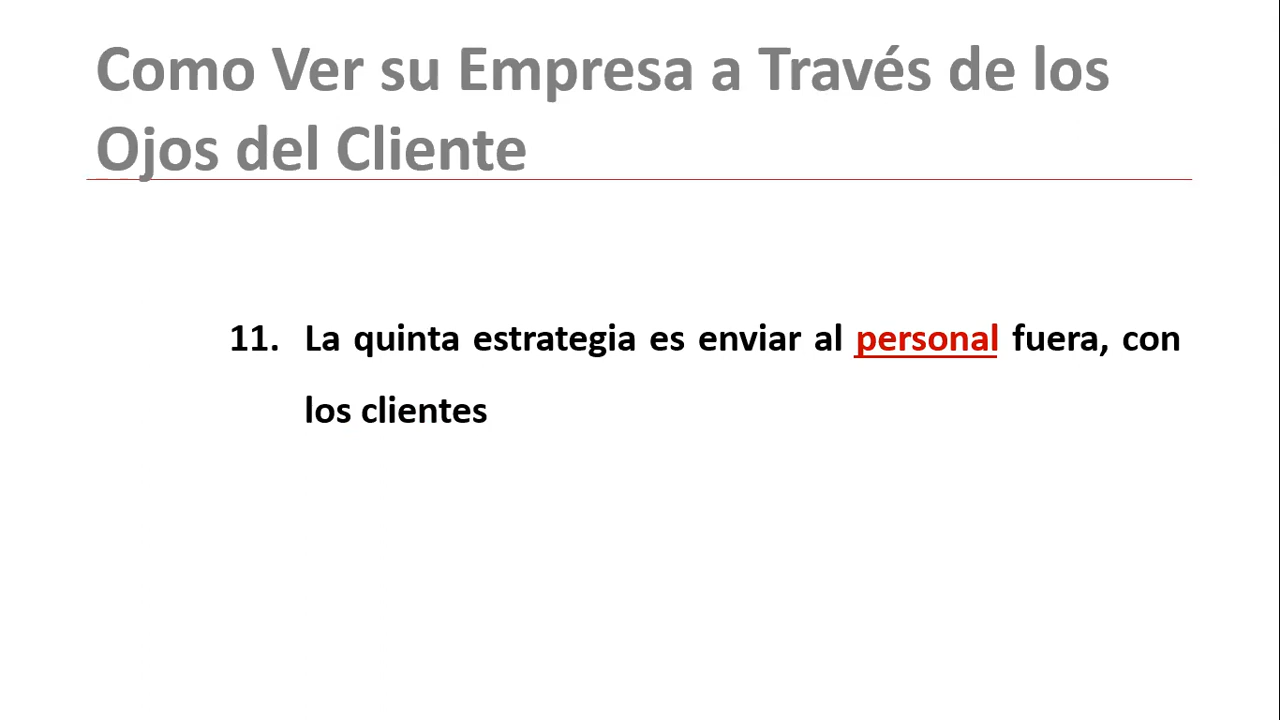 Como Ver su Empresa a Través de los
Ojos del Cliente
11. La quinta estrategia es enviar al personal fuera, con
los clientes